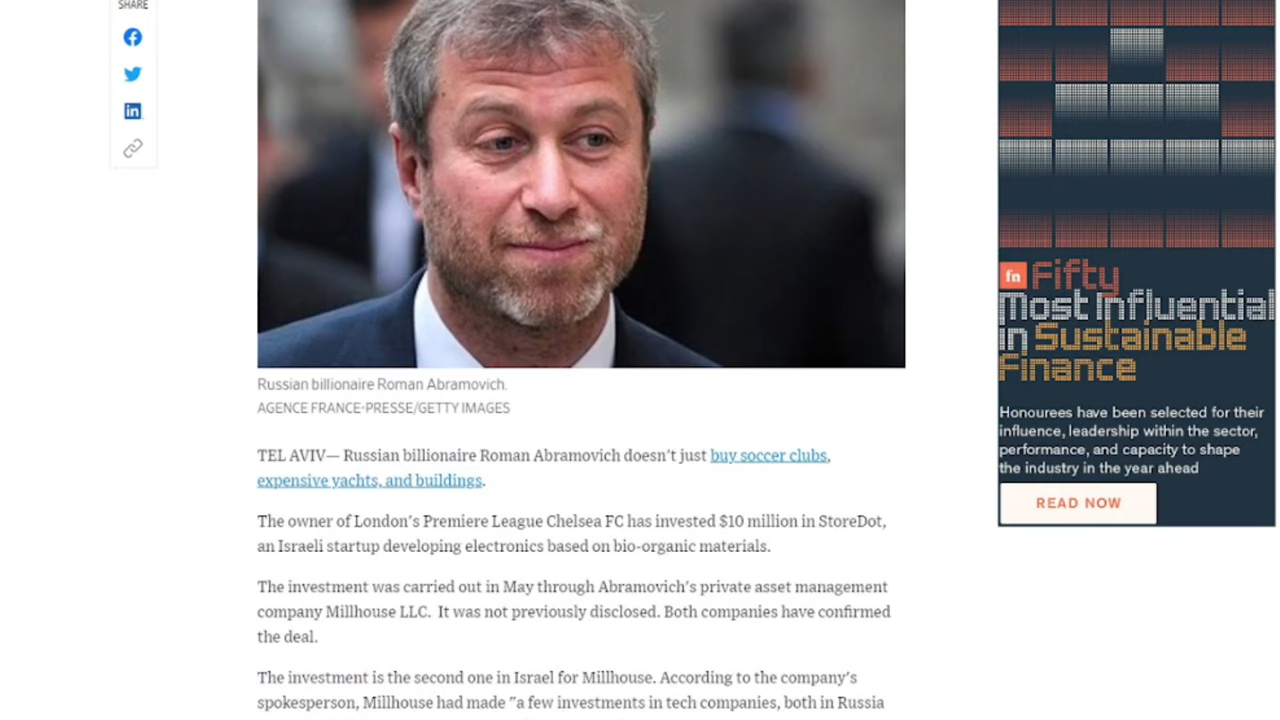 SHARE
Russian billionaire Roman Abramovich.
AGENCE FRANCE-PRESSE/GETTY IMAGES
TEL AVIV— Russian billionaire Roman Abramovich doesn't just buy soccer clubs,
expensive yachts, and buildings.
The owner of London's Premiere League Chelsea FC has invested $10 million in StoreDot,
an Israeli startup developing electronics based on bio-organic materials.
The investment was carried out in May through Abramovich's private asset management
company Millhouse LLC. It was not previously disclosed. Both companies have confirmed
the deal.
The investment is the second one in Israel for Millhouse. According to the company's
spokesperson, Millhouse had made "a few investments in tech companies, both in Russia
fn Fifty
Most Influential
in Sustainable
Finance
Honourees have been selected for their
influence, leadership within the sector,
performance, and capacity to shape
the industry in the year ahead
READ NOW